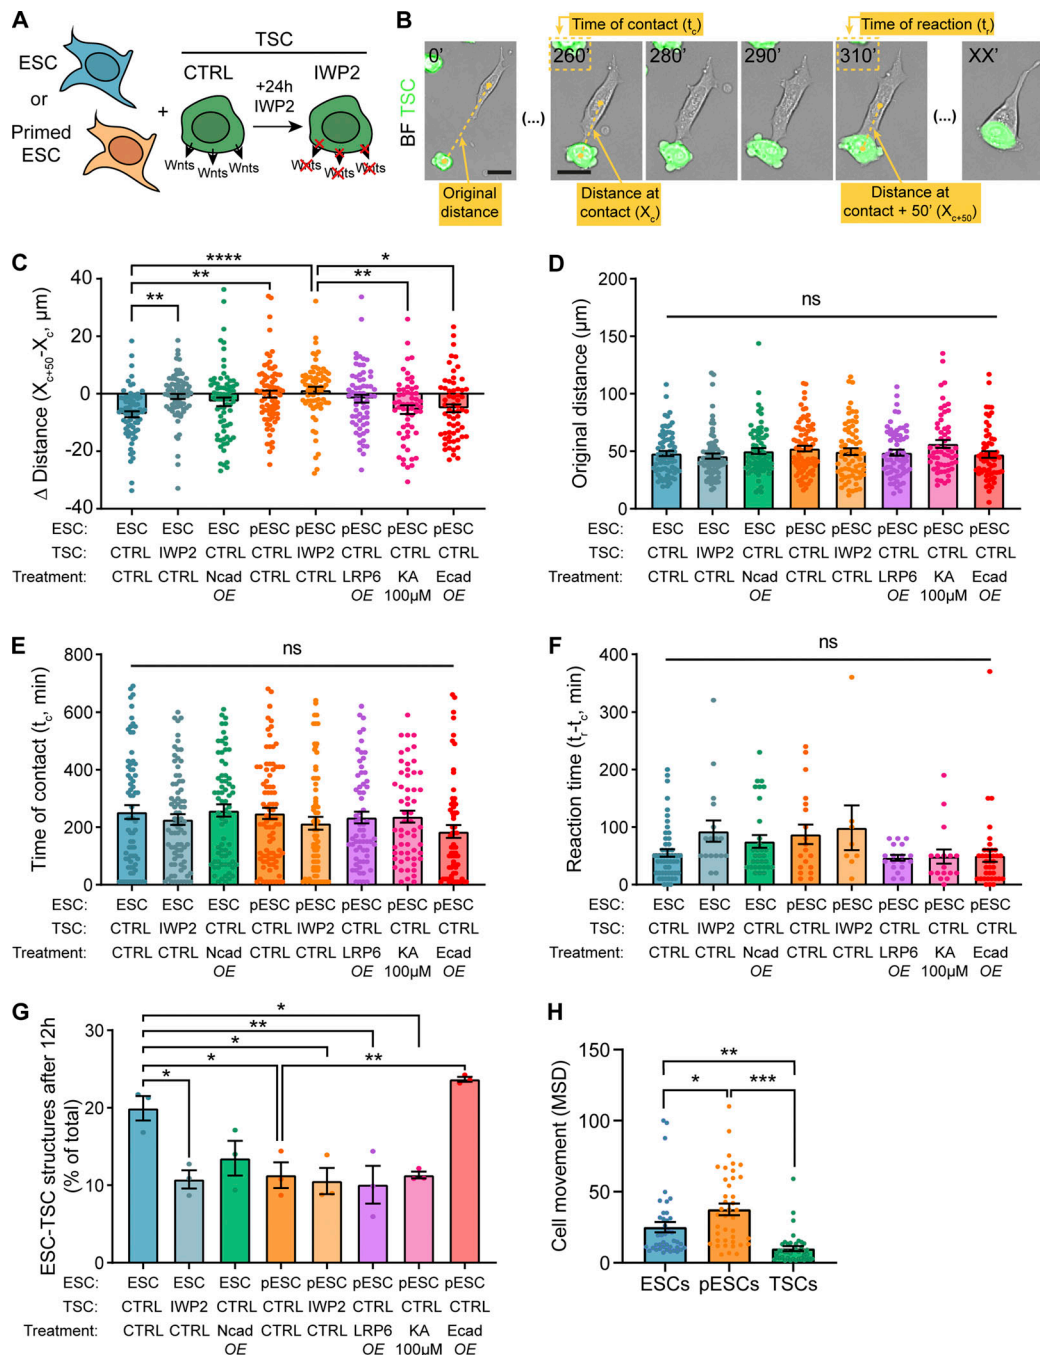 A
ESC
or
Primed
ESC
+
TSC
CTRL
+24h
IWP2
IWP2
Wnts
Wnts
Wnts
Wnts
Wnts
Wnts
B
Time of contact (tc)
Time of reaction (tr)
BF TSC
0'
(...)
260'
280'
290'
310'
(...)
XX'
Original
distance
Distance at
contact (Xc)
Distance at
contact + 50' (Xc+50)
C
Δ Distance (Xc+50-Xc, μm)
40
20
0
-20
-40
****
**
**
**
*
ESC: ESC ESC ESC pESC pESC pESC pESC pESC
TSC: CTRL IWP2 CTRL CTRL IWP2 CTRL CTRL CTRL
Treatment: CTRL CTRL Ncad CTRL CTRL LRP6 KA Ecad
OE OE 100μM OE
D
Original distance (μm)
200
150
100
50
0
ns
ESC ESC ESC pESC pESC pESC pESC pESC
CTRL IWP2 CTRL CTRL IWP2 CTRL CTRL CTRL
CTRL CTRL Ncad CTRL CTRL LRP6 KA Ecad
OE OE 100μM OE
E
Time of contact (tc, min)
800
600
400
200
0
ns
ESC: ESC ESC ESC pESC pESC pESC pESC pESC
TSC: CTRL IWP2 CTRL CTRL IWP2 CTRL CTRL CTRL
Treatment: CTRL CTRL Ncad CTRL CTRL LRP6 KA Ecad
OE OE 100μM OE
F
Reaction time (tr-tc, min)
400
300
200
100
0
ns
ESC ESC ESC pESC pESC pESC pESC pESC
CTRL IWP2 CTRL CTRL IWP2 CTRL CTRL CTRL
CTRL CTRL Ncad CTRL CTRL LRP6 KA Ecad
OE OE 100μM OE
G
ESC-TSC structures after 12h
(% of total)
30
20
10
0
*
**
*
*
**
*
ESC: ESC ESC ESC pESC pESC pESC pESC pESC
TSC: CTRL IWP2 CTRL CTRL IWP2 CTRL CTRL CTRL
Treatment: CTRL CTRL Ncad CTRL CTRL LRP6 KA Ecad
OE OE 100μM OE
H
Cell movement (MSD)
150
100
50
0
**
*
***
ESCs pESCs TSCs